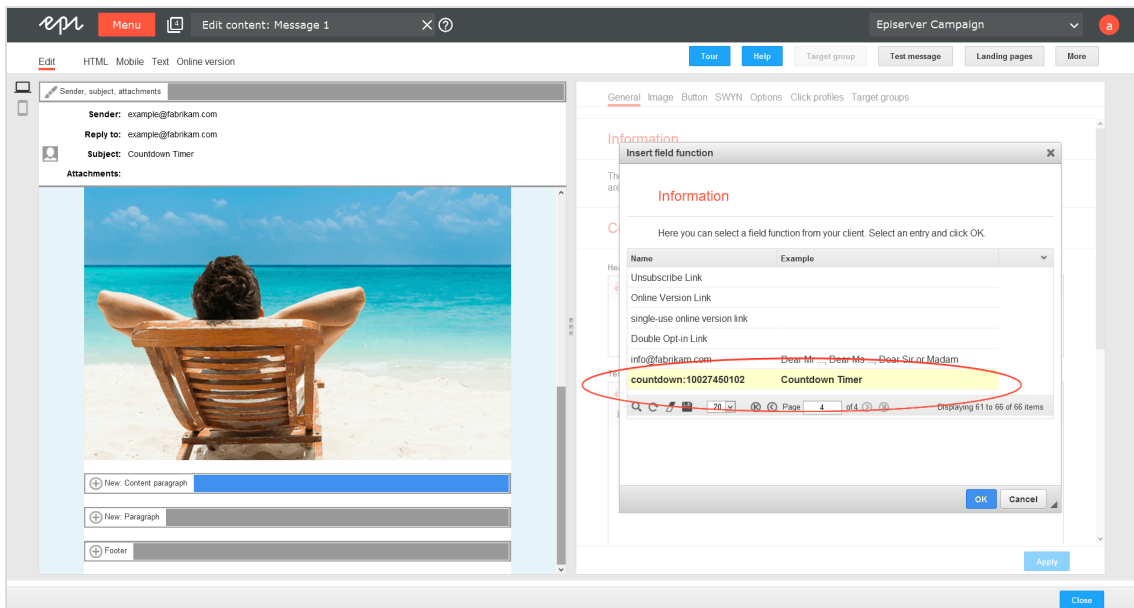 epi Menu 4 Edit content: Message 1 Episerver Campaign a
Edit HTML Mobile Text Online version Tour Help Target group Test message Landing pages More
Sender, subject, attachments
Sender: example@fabrikam.com
Reply to: example@fabrikam.com
Subject: Countdown Timer
Attachments:
New: Content paragraph
New: Paragraph
Footer
General Image Button SWYN Options Click profiles Target groups
Information
Insert field function
Information
Here you can select a field function from your client. Select an entry and click OK.
Name Example
Unsubscribe Link
Online Version Link
single-use online version link
Double Opt-in Link
info@fabrikam.com Dear Mr ..., Dear Ms ..., Dear Sir or Madam
countdown:10027450102 Countdown Timer
20 Page 4 of 4 Displaying 61 to 66 of 66 items
OK Cancel
Apply
Close